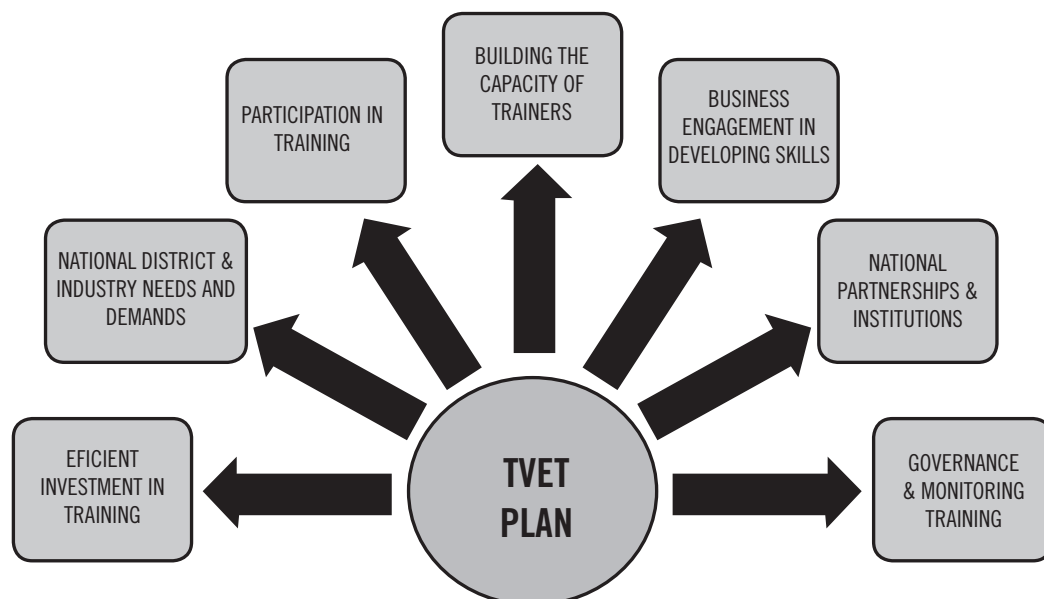 BUILDING THE
CAPACITY OF
TRAINERS
PARTICIPATION IN
TRAINING
BUSINESS
ENGAGEMENT IN
DEVELOPING SKILLS
NATIONAL DISTRICT &
INDUSTRY NEEDS AND
DEMANDS
NATIONAL
PARTNERSHIPS &
INSTITUTIONS
EFICIENT
INVESTMENT IN
TRAINING
TVET
PLAN
GOVERNANCE
& MONITORING
TRAINING